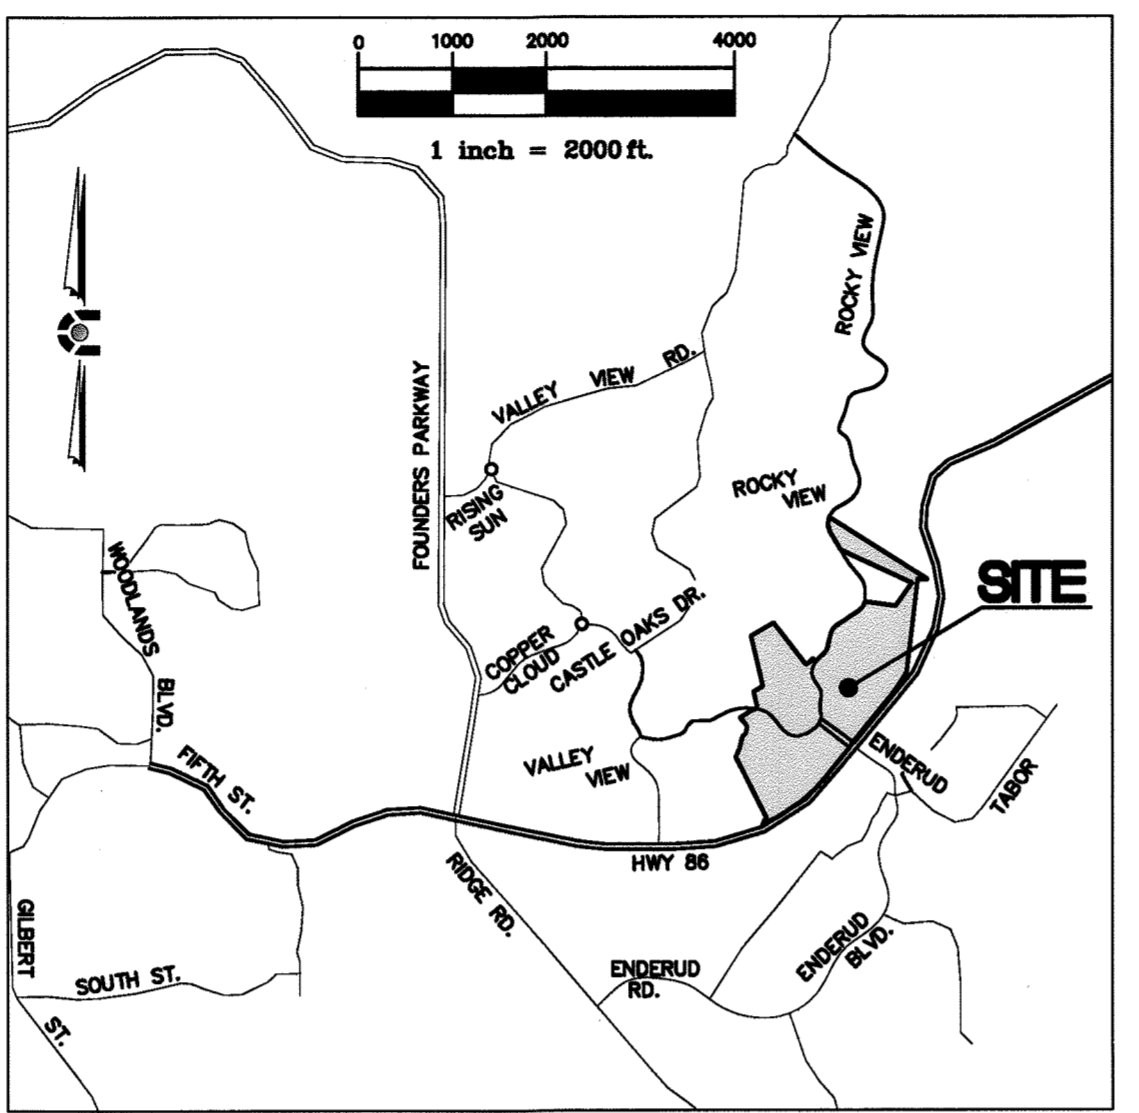 0 1000 2000 4000
1 inch = 2000 ft.
ROCKY VIEW
VALLEY VIEW RD.
FOUNDERS PARKWAY
ROCKY
VIEW
RISING
SUN
WOODLANDS
BLVD.
SITE
COPPER
CLOUD
CASTLE OAKS DR.
VALLEY
VIEW
FIFTH ST.
ENDERUD
TABOR
HWY 86
RIDGE RD.
GILBERT
ST.
SOUTH ST.
ENDERUD
RD.
ENDERUD
BLVD.